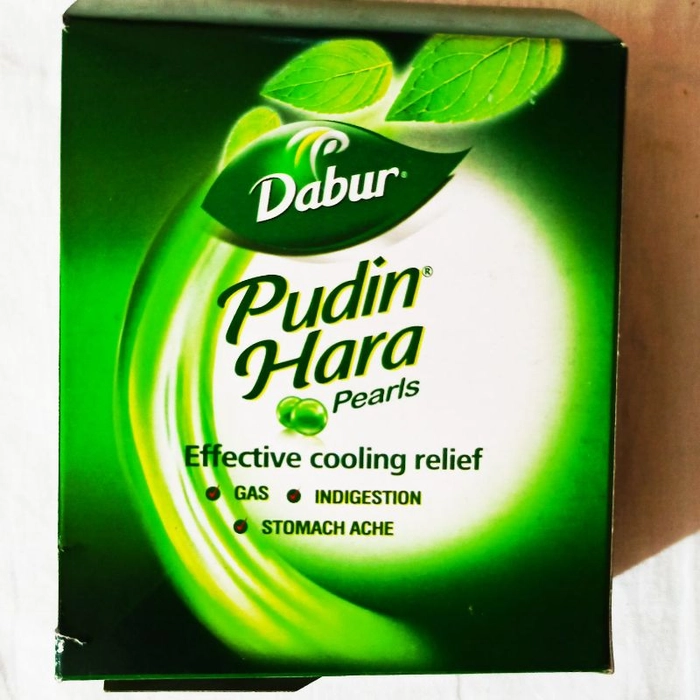 Dabur
Pudin®
Hara
Pearls
Effective cooling relief
GAS INDIGESTION
STOMACH ACHE